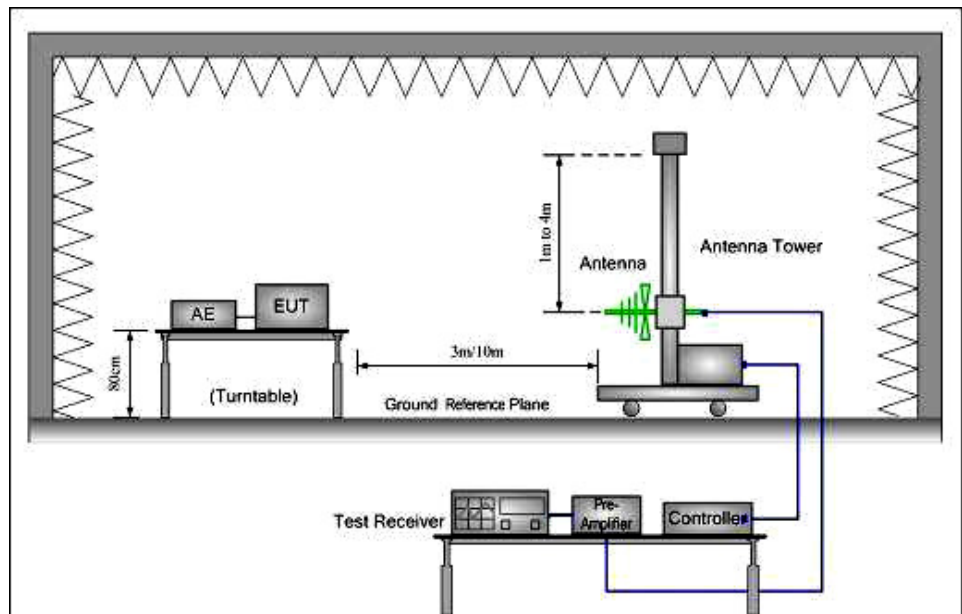 1m to 4m
Antenna Tower
Antenna
AE
EUT
3m/10m
80cm
(Turntable)
Ground Reference Plane
Test Receiver
Pre-
Amplifier
Controller